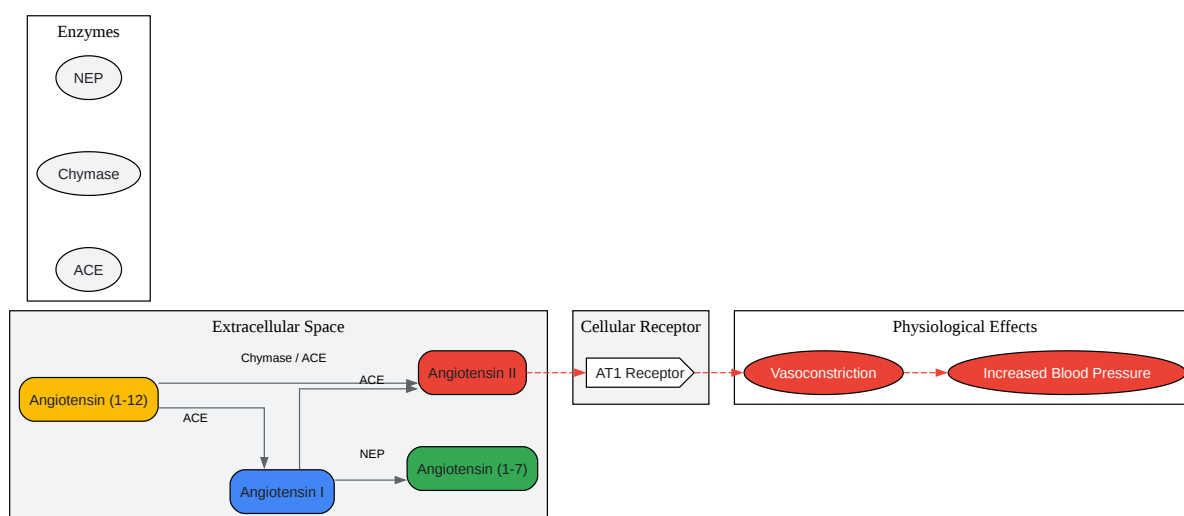 Enzymes
NEP
Chymase
ACE
Extracellular Space
Cellular Receptor
Physiological Effects
Chymase / ACE
Angiotensin II
AT1 Receptor
Vasoconstriction
Increased Blood Pressure
ACE
Angiotensin (1-12)
ACE
NEP
Angiotensin (1-7)
Angiotensin I